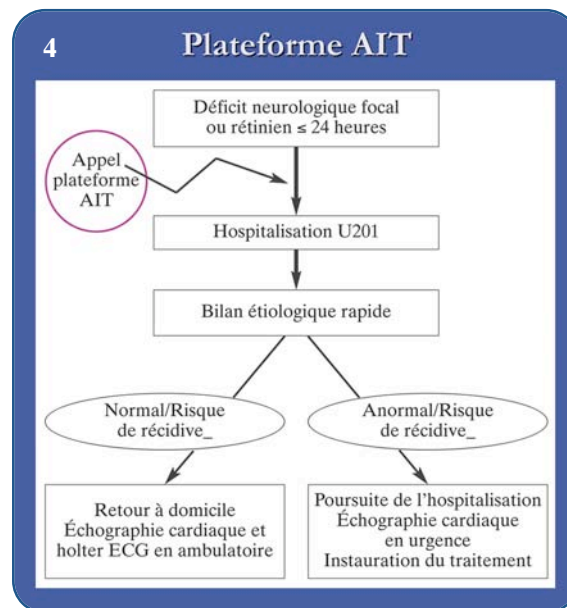 4
Plateforme AIT
Déficit neurologique focal
ou rétinien ≤ 24 heures
Appel
plateforme
AIT
Hospitalisation U201
Bilan étiologique rapide
Normal/Risque
de récidive_
Anormal/Risque
de récidive_
Retour à domicile
Échographie cardiaque et
holter ECG en ambulatoire
Poursuite de l'hospitalisation
Échographie cardiaque
en urgence
Instauration du traitement